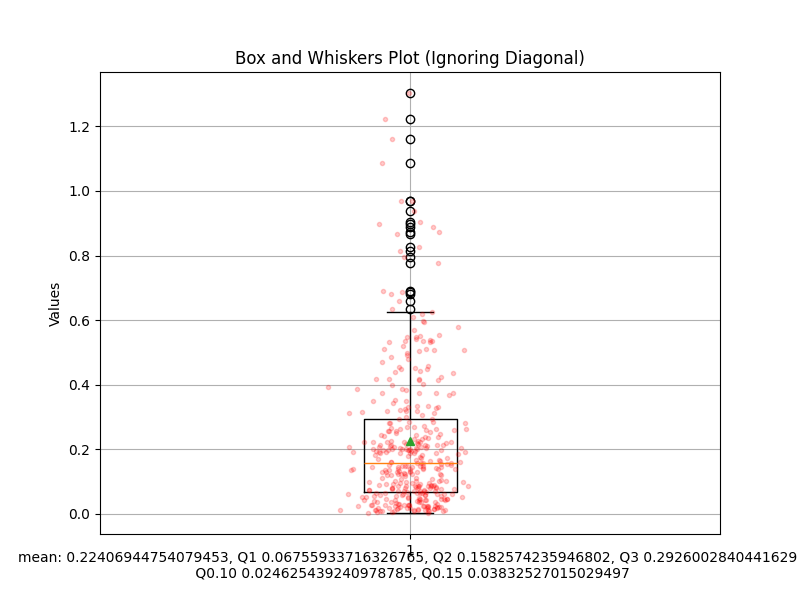 Box and Whiskers Plot (Ignoring Diagonal)
Values
1.2
1.0
0.8
0.6
0.4
0.2
0.0
1
mean: 0.224069447540794​53, Q1 0.06755933716326765, Q2 0.1582574235946802, Q3 0.2926002840441629
Q0.10 0.024625439240978785, Q0.15 0.03832527015029497